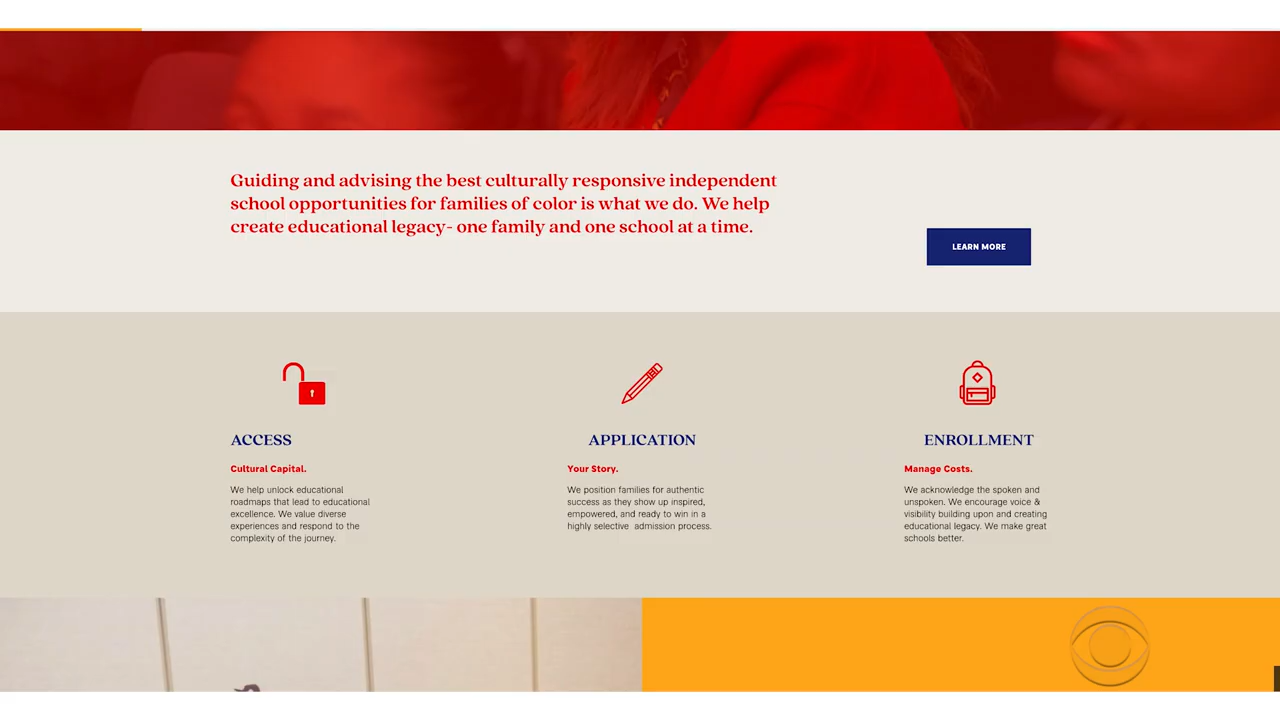 Guiding and advising the best culturally responsive independent
school opportunities for families of color is what we do. We help
create educational legacy- one family and one school at a time.
LEARN MORE
ACCESS
Cultural Capital.
We help unlock educational
roadmaps that lead to educational
excellence. We value diverse
experiences and respond to the
complexity of the journey.
APPLICATION
Your Story.
We position families for authentic
success as they show up inspired,
empowered, and ready to win in a
highly selective  admission process.
ENROLLMENT
Manage Costs.
We acknowledge the spoken and
unspoken. We encourage voice &
visibility building upon and creating
educational legacy. We make great
schools better.